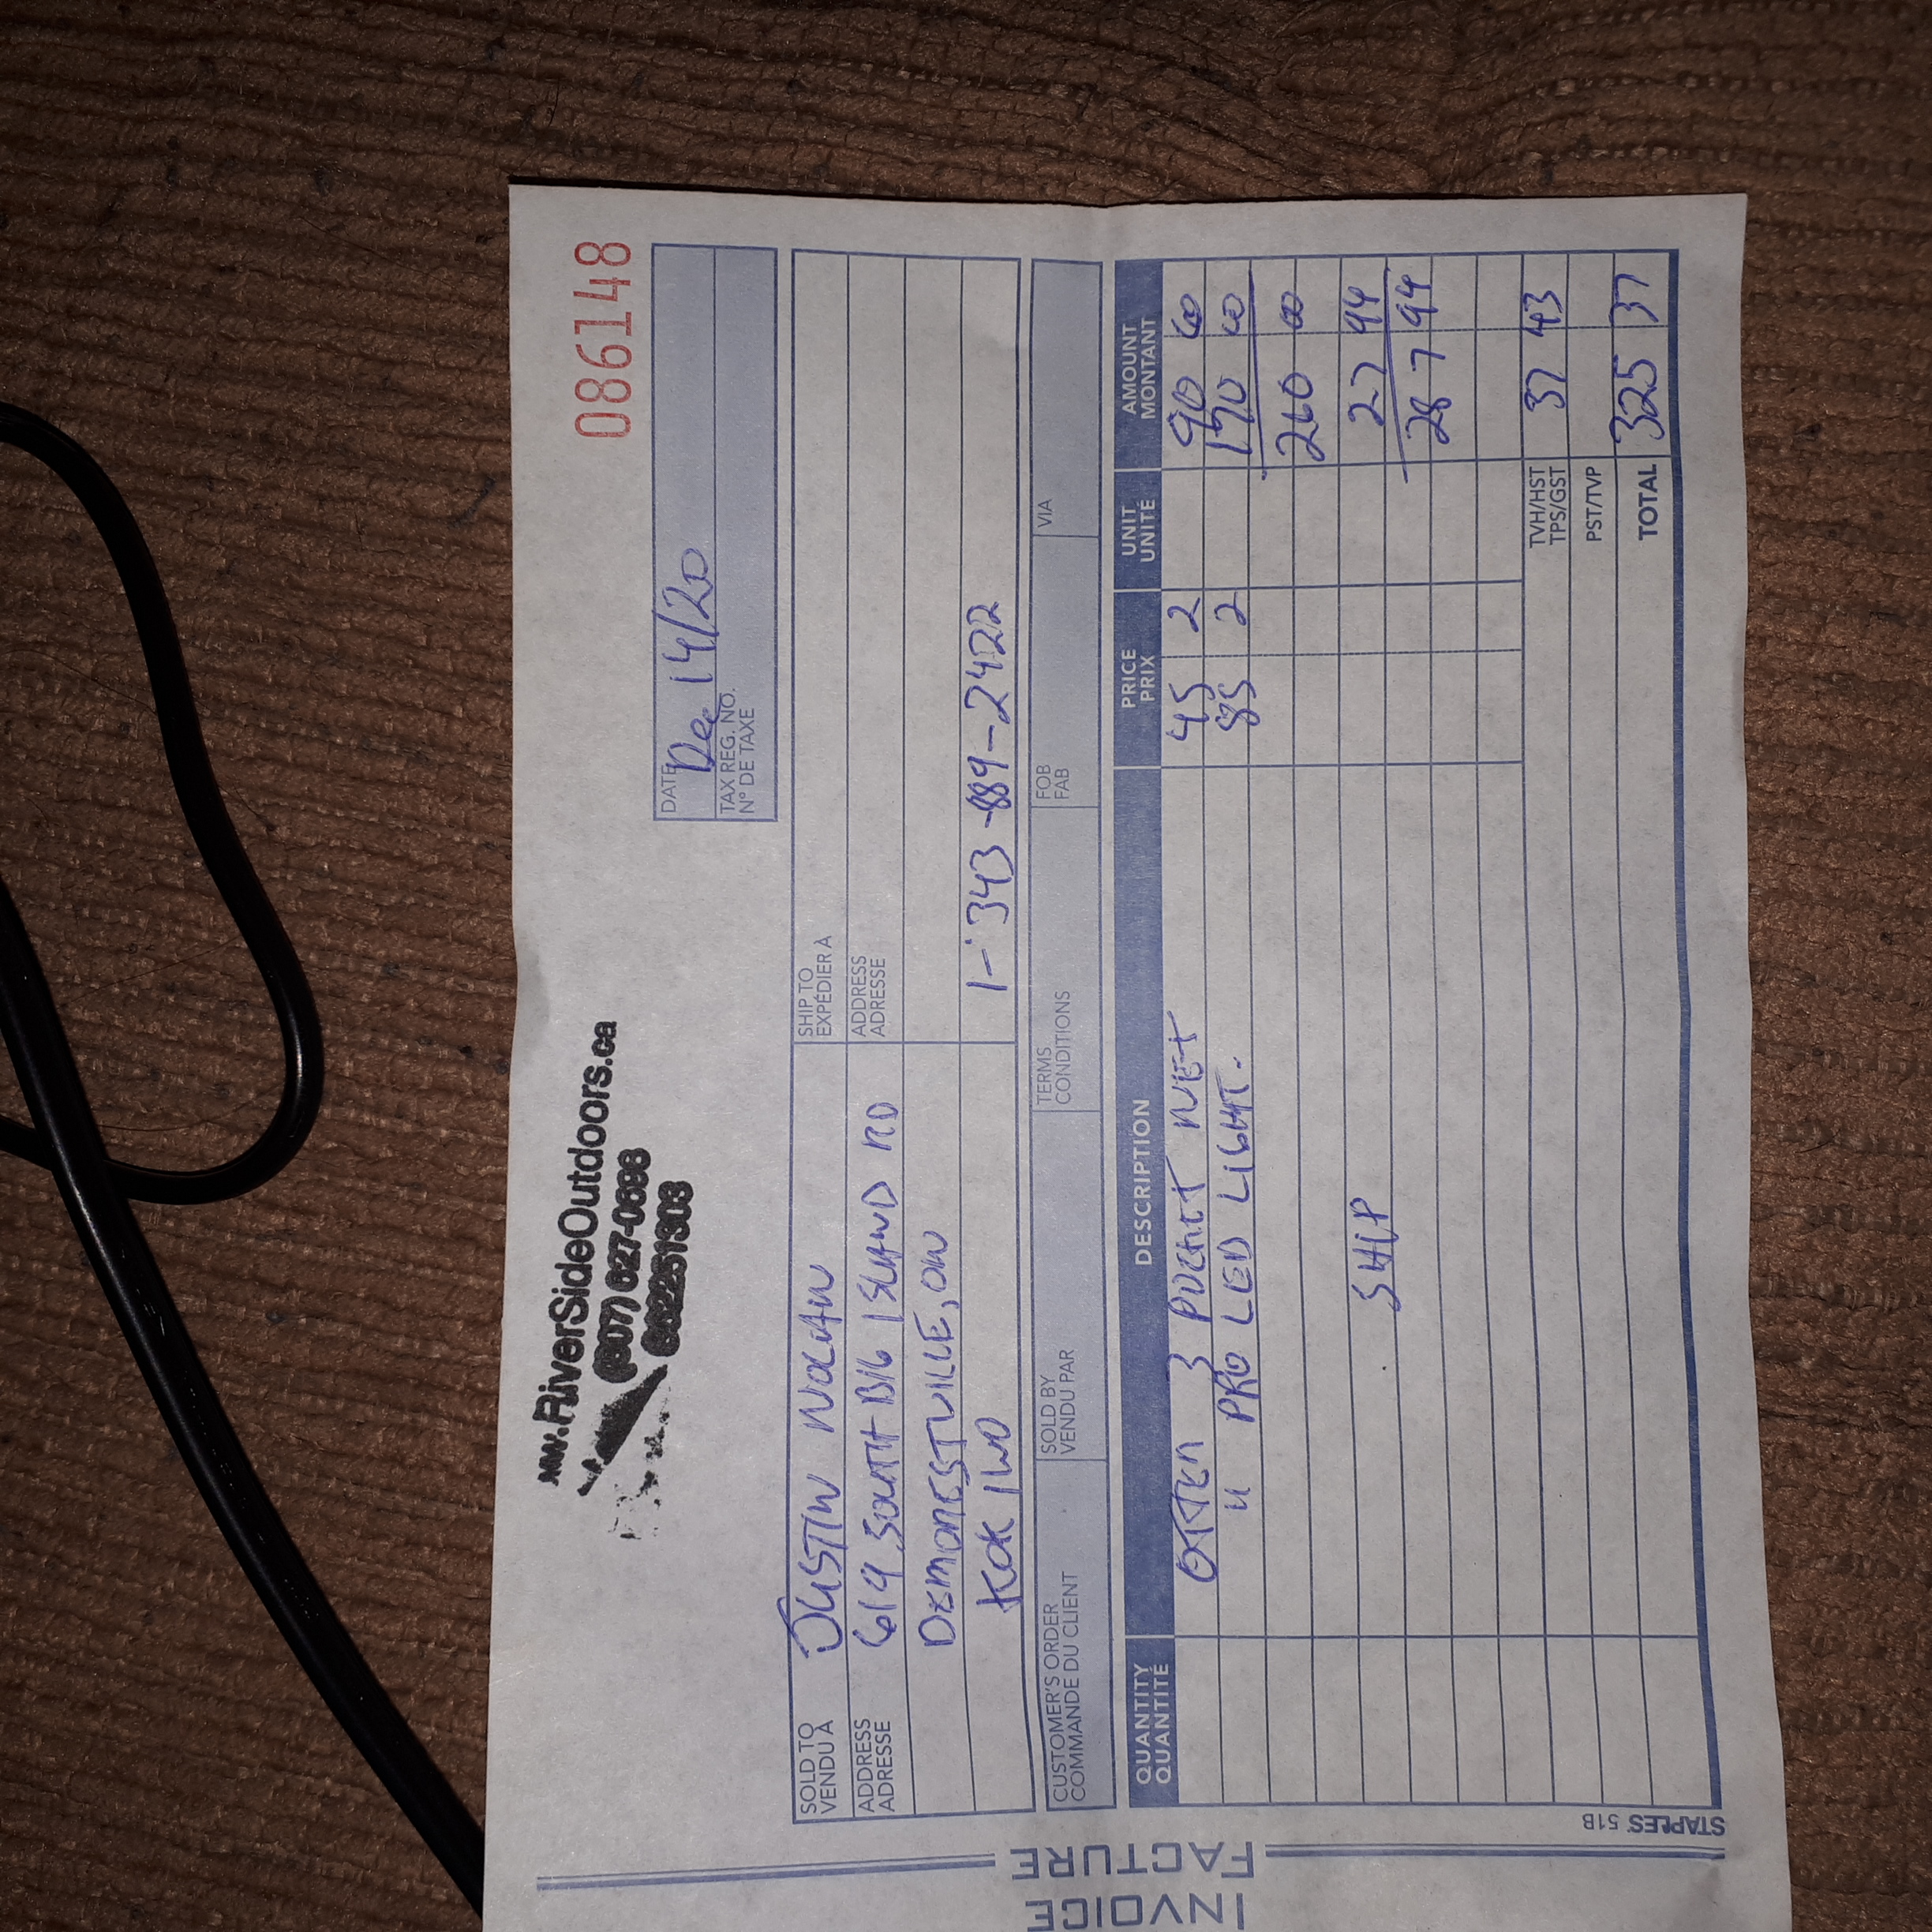 INVOICE
FACTURE
www.RiverSideOutdoors.ca
(807) 627-0698
862251303
086148
DATE Dec 14/20
TAX REG. NO.
N° DE TAXE
SOLD TO
VENDU À
JUSTIN NOLAN
SHIP TO
EXPÉDIER À
ADDRESS
ADRESSE
619 SOUTH BIG ISLAND RD
ADDRESS
ADRESSE
DEMORESTVILLE, ON
K0K 1W0
1-343-889-2422
CUSTOMER'S ORDER
COMMANDE DU CLIENT
SOLD BY
VENDU PAR
TERMS
CONDITIONS
FOB
FAB
VIA
QUANTITY
QUANTITÉ
DESCRIPTION
PRICE
PRIX
UNIT
UNITÉ
AMOUNT
MONTANT
OTTER 3 POCKET NET 45 2 90 00
" PRO LED LIGHT. 85 2 170 00
260 00
SHIP 27 94
287 94
TVH/HST
TPS/GST
37 43
PST/TVP
TOTAL 325 37
STAPLES 51B